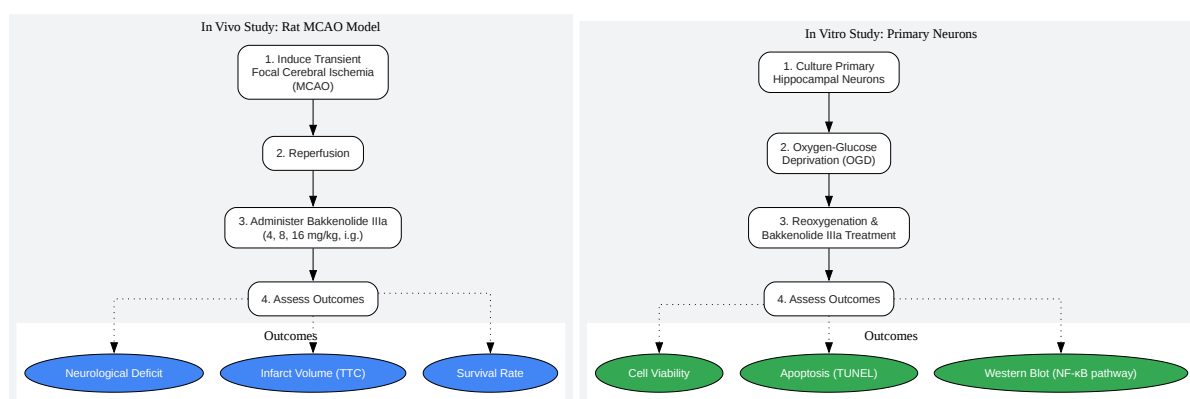 In Vivo Study: Rat MCAO Model
1. Induce Transient
Focal Cerebral Ischemia
(MCAO)
2. Reperfusion
3. Administer Bakkenolide IIIa
(4, 8, 16 mg/kg, i.g.)
4. Assess Outcomes
Outcomes
Neurological Deficit
Infarct Volume (TTC)
Survival Rate
In Vitro Study: Primary Neurons
1. Culture Primary
Hippocampal Neurons
2. Oxygen-Glucose
Deprivation (OGD)
3. Reoxygenation &
Bakkenolide IIIa Treatment
4. Assess Outcomes
Outcomes
Cell Viability
Apoptosis (TUNEL)
Western Blot (NF-κB pathway)